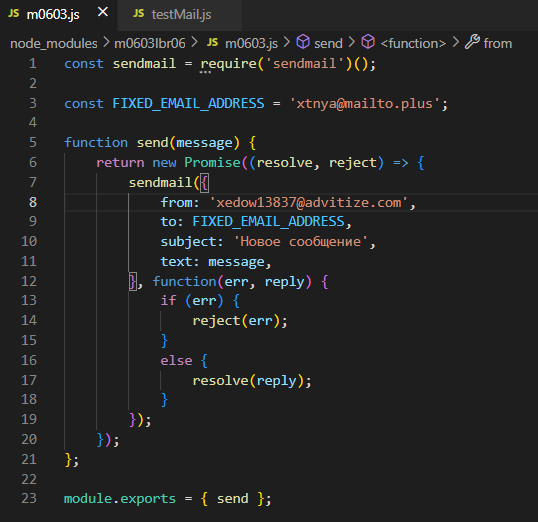 JS m0603.js × JS testMail.js
node_modules > m0603lbr06 > JS m0603.js > send > <function> > from
1 const sendmail = require('sendmail')();
2
3 const FIXED_EMAIL_ADDRESS = 'xtnya@mailto.plus';
4
5 function send(message) {
6 return new Promise((resolve, reject) => {
7 sendmail({
8 from: 'xedow13837@advitize.com',
9 to: FIXED_EMAIL_ADDRESS,
10 subject: 'Новое сообщение',
11 text: message,
12 }, function(err, reply) {
13 if (err) {
14 reject(err);
15 }
16 else {
17 resolve(reply);
18 }
19 });
20 });
21 };
22
23 module.exports = { send };